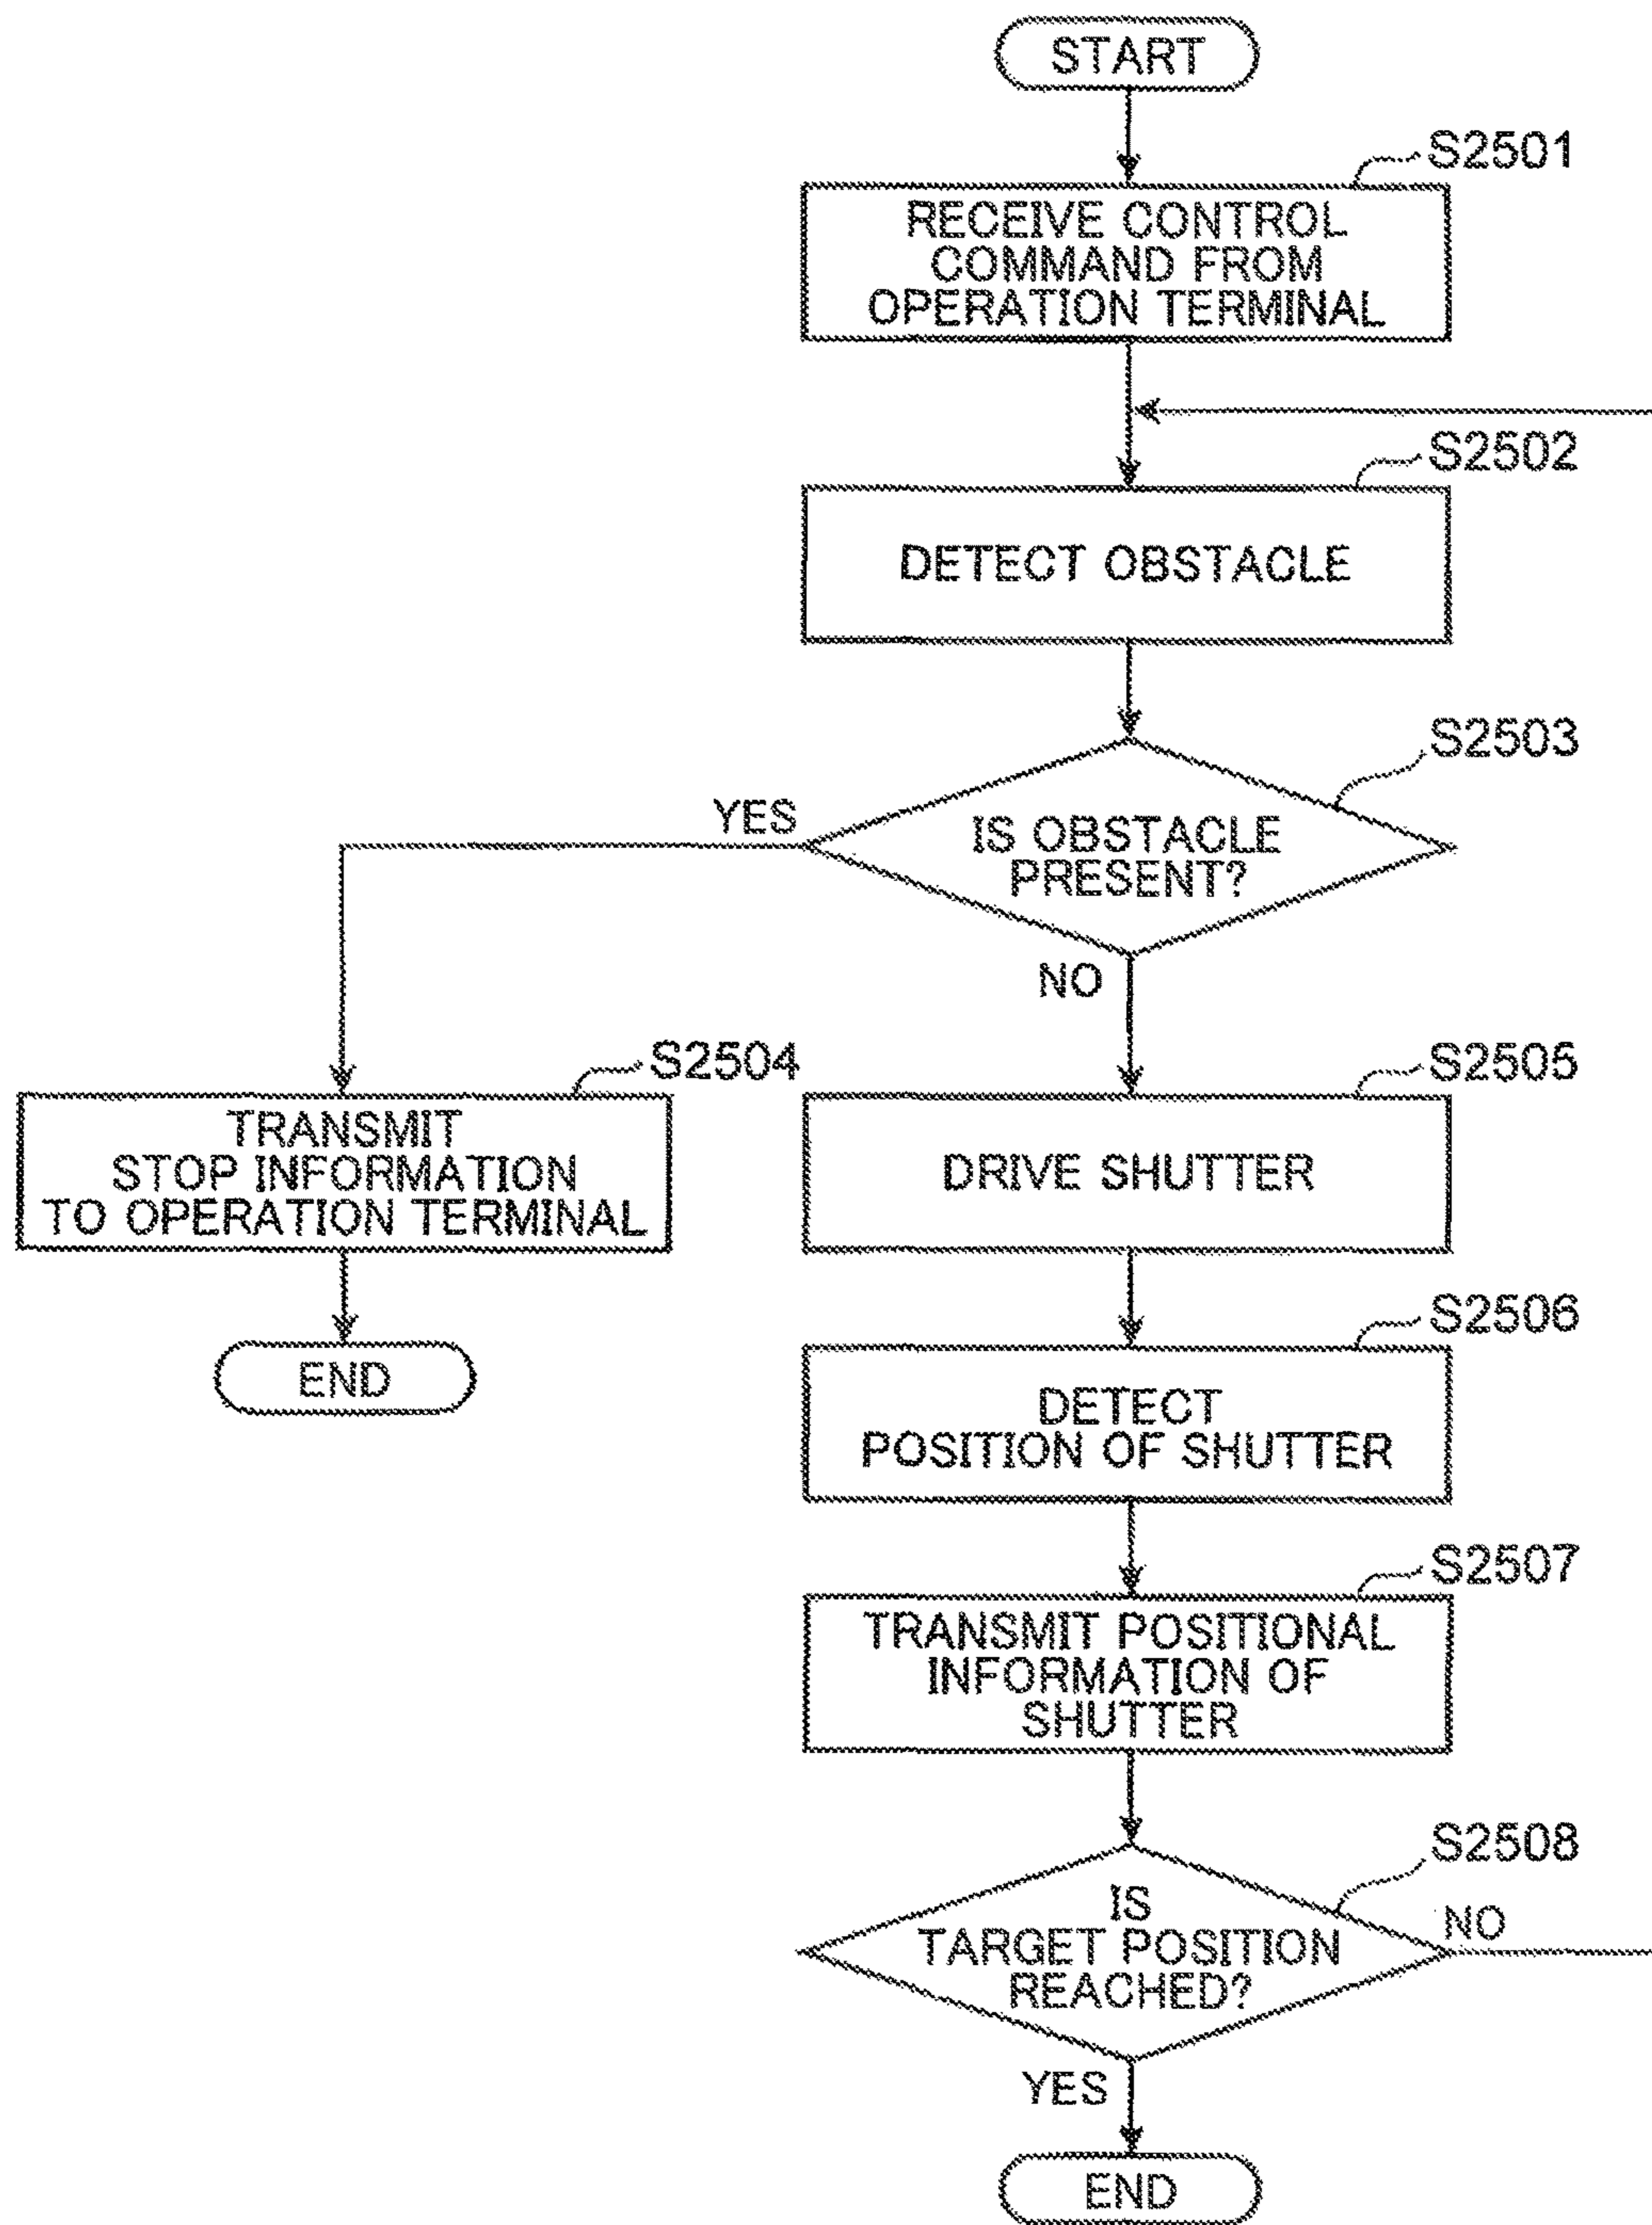 START
S2501
RECEIVE CONTROL
COMMAND FROM
OPERATION TERMINAL
S2502
DETECT OBSTACLE
S2503
YES
IS OBSTACLE
PRESENT?
NO
S2504
TRANSMIT
STOP INFORMATION
TO OPERATION TERMINAL
END
S2505
DRIVE SHUTTER
S2506
DETECT
POSITION OF SHUTTER
S2507
TRANSMIT POSITIONAL
INFORMATION OF
SHUTTER
S2508
IS
TARGET POSITION
REACHED?
NO
YES
END